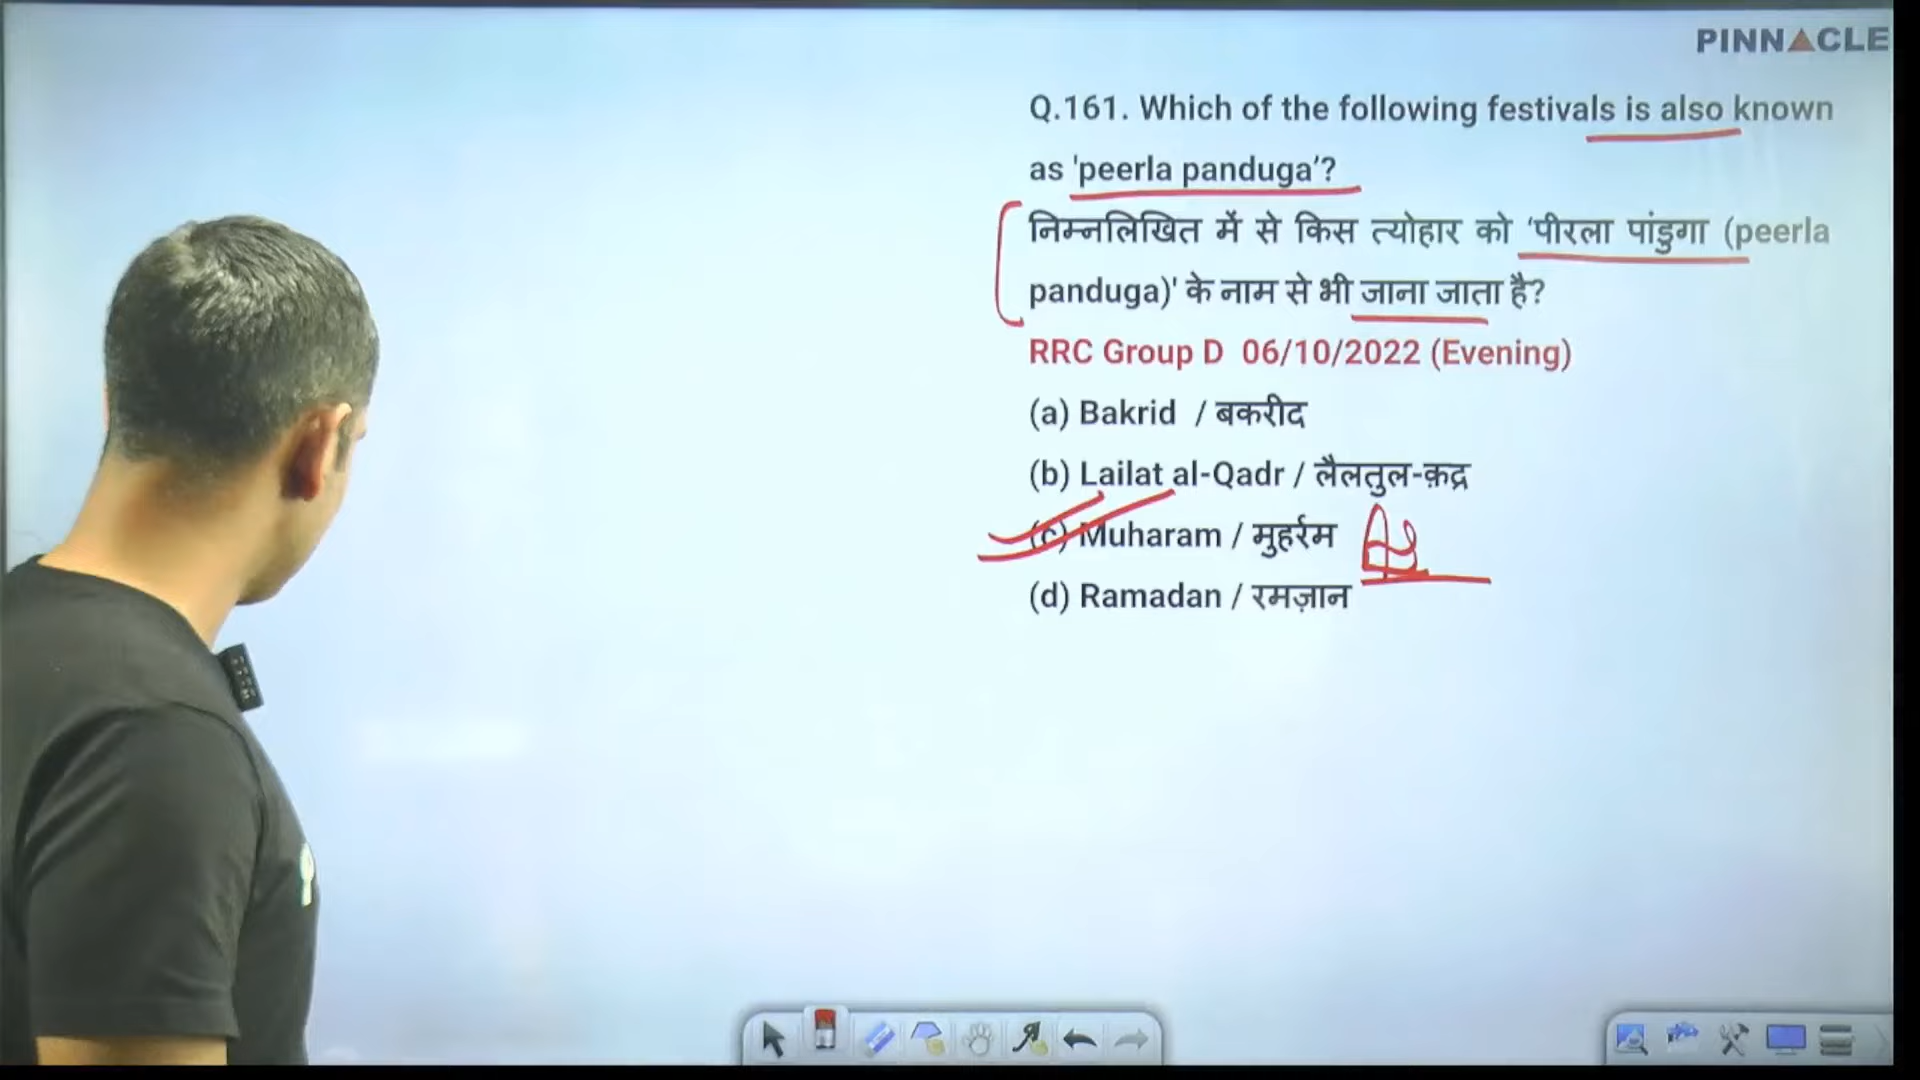 PINNACLE
Q.161. Which of the following festivals is also known
as 'peerla panduga'?
निम्नलिखित में से किस त्योहार को 'पीरला पांडुगा (peerla
panduga)' के नाम से भी जाना जाता है?
RRC Group D 06/10/2022 (Evening)
(a) Bakrid / बकरीद
(b) Lailat al-Qadr / लैलतुल-क़द्र
(c) Muharam / मुहर्रम
(d) Ramadan / रमज़ान